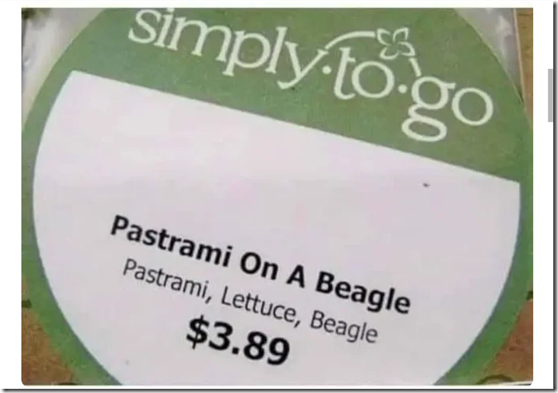 simply·to·go
Pastrami On A Beagle
Pastrami, Lettuce, Beagle
$3.89